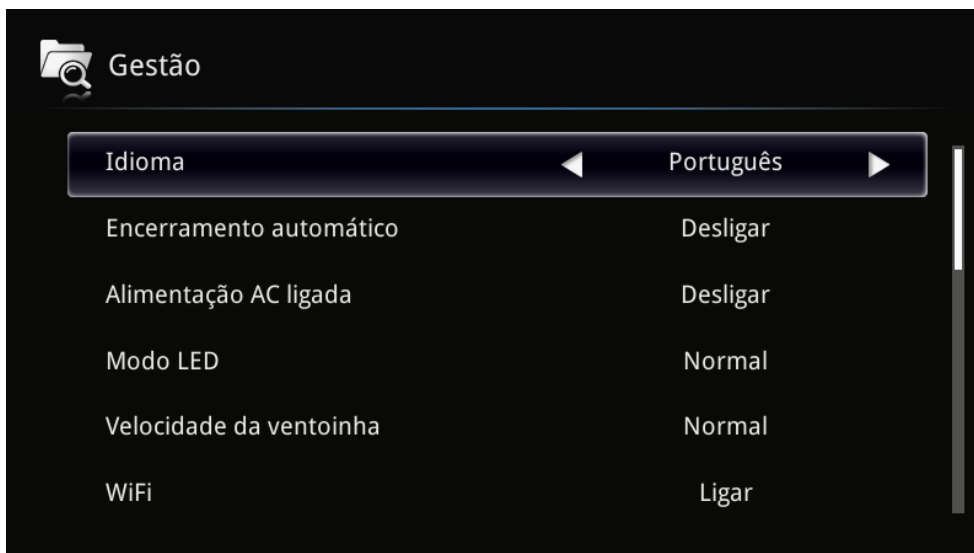 Gestão
Idioma Português
Encerramento automático Desligar
Alimentação AC ligada Desligar
Modo LED Normal
Velocidade da ventoinha Normal
WiFi Ligar